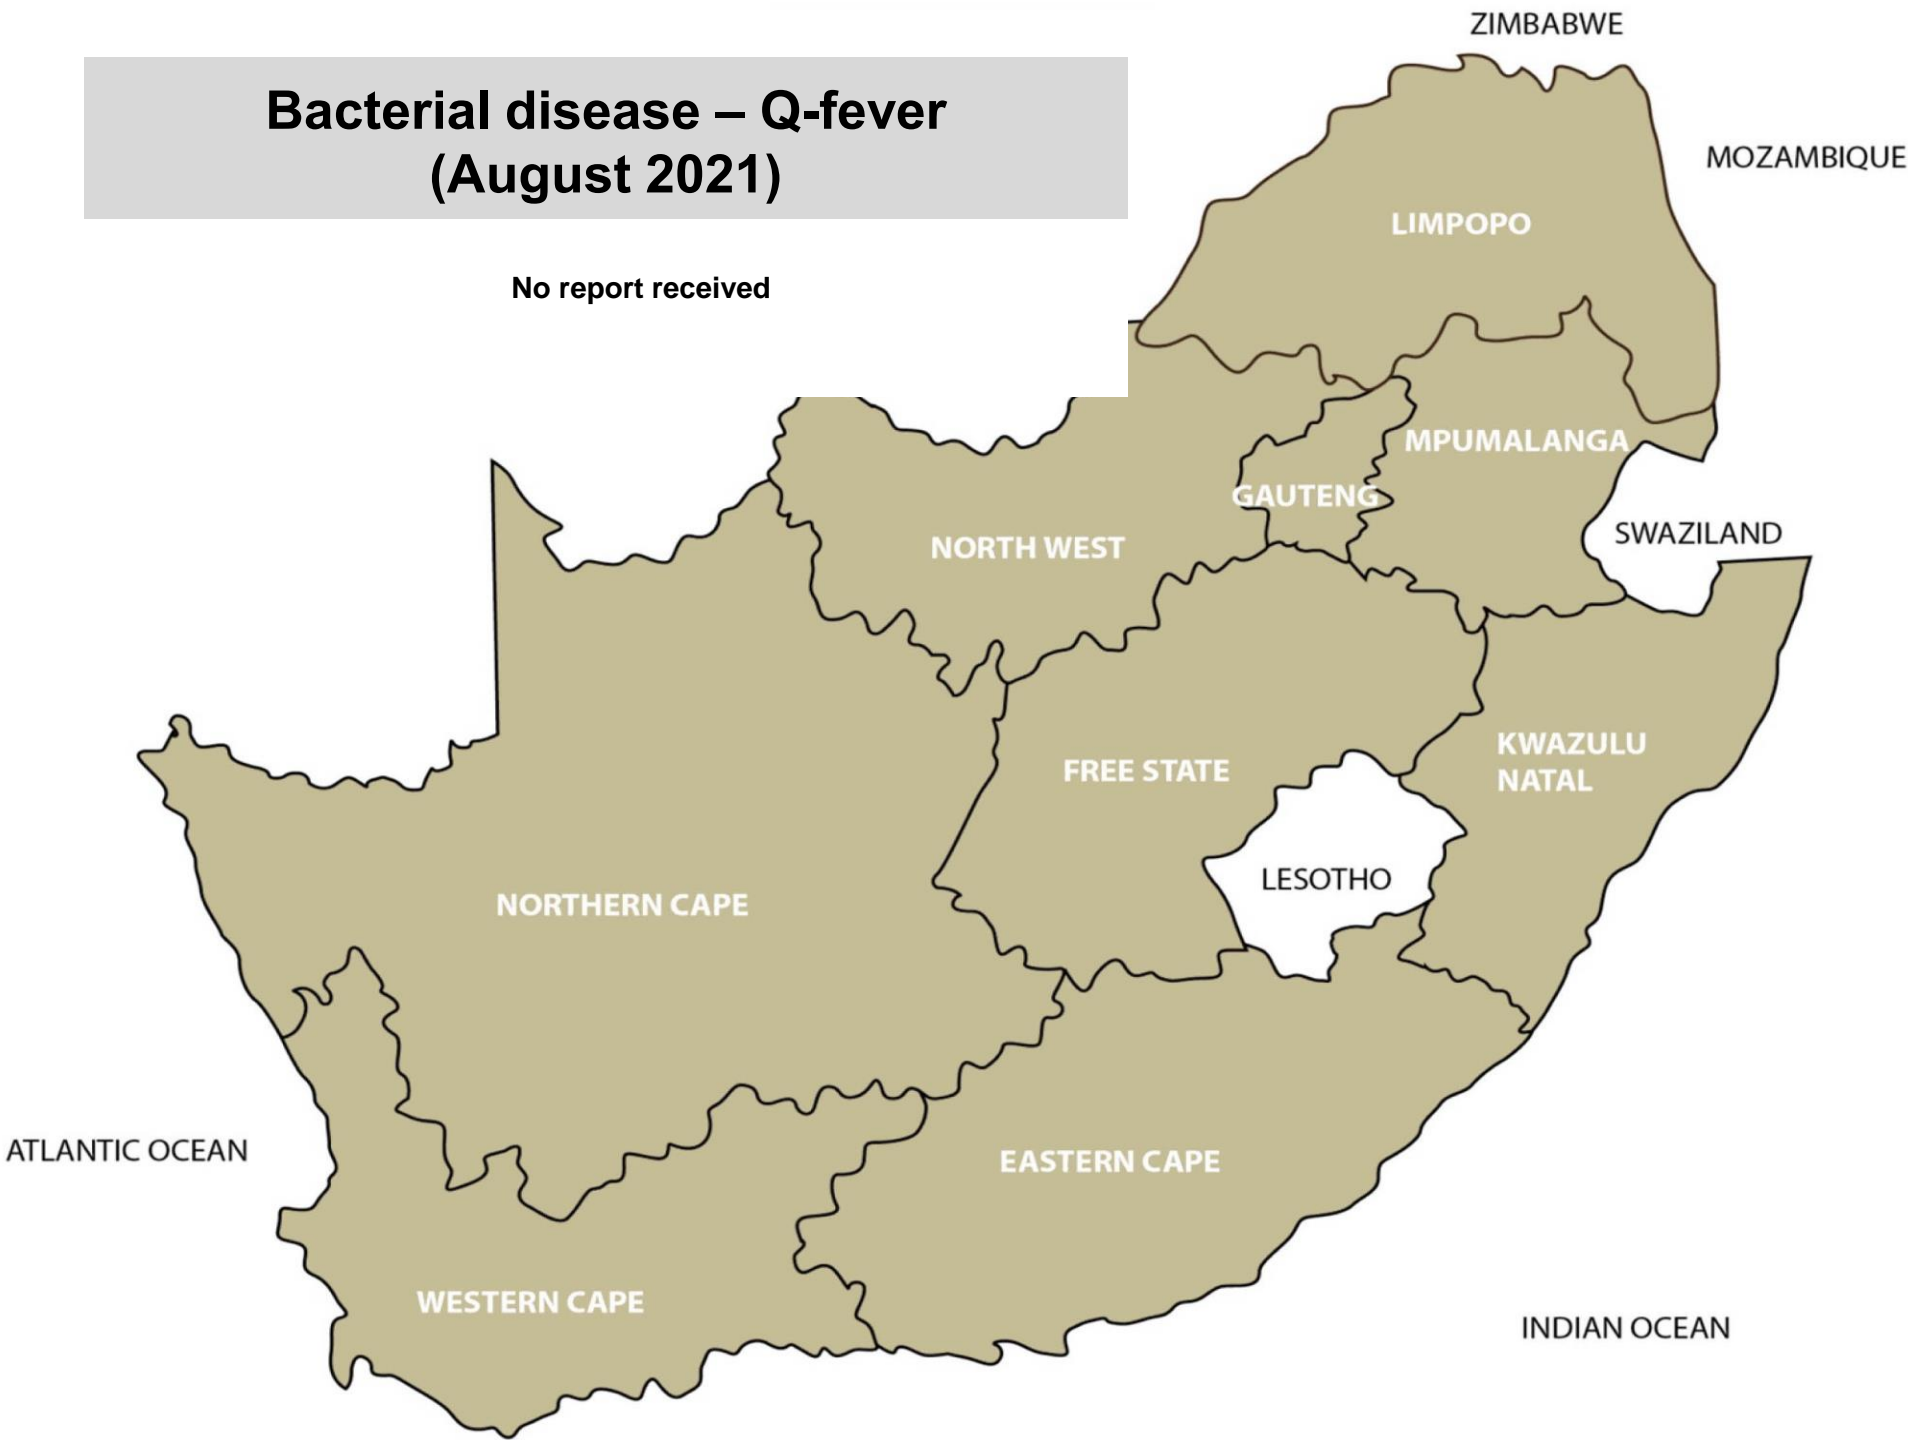 ZIMBABWE
Bacterial disease – Q-fever
(August 2021)
MOZAMBIQUE
LIMPOPO
No report received
MPUMALANGA
GAUTENG
SWAZILAND
NORTH WEST
KWAZULU
NATAL
FREE STATE
LESOTHO
NORTHERN CAPE
ATLANTIC OCEAN
EASTERN CAPE
WESTERN CAPE
INDIAN OCEAN